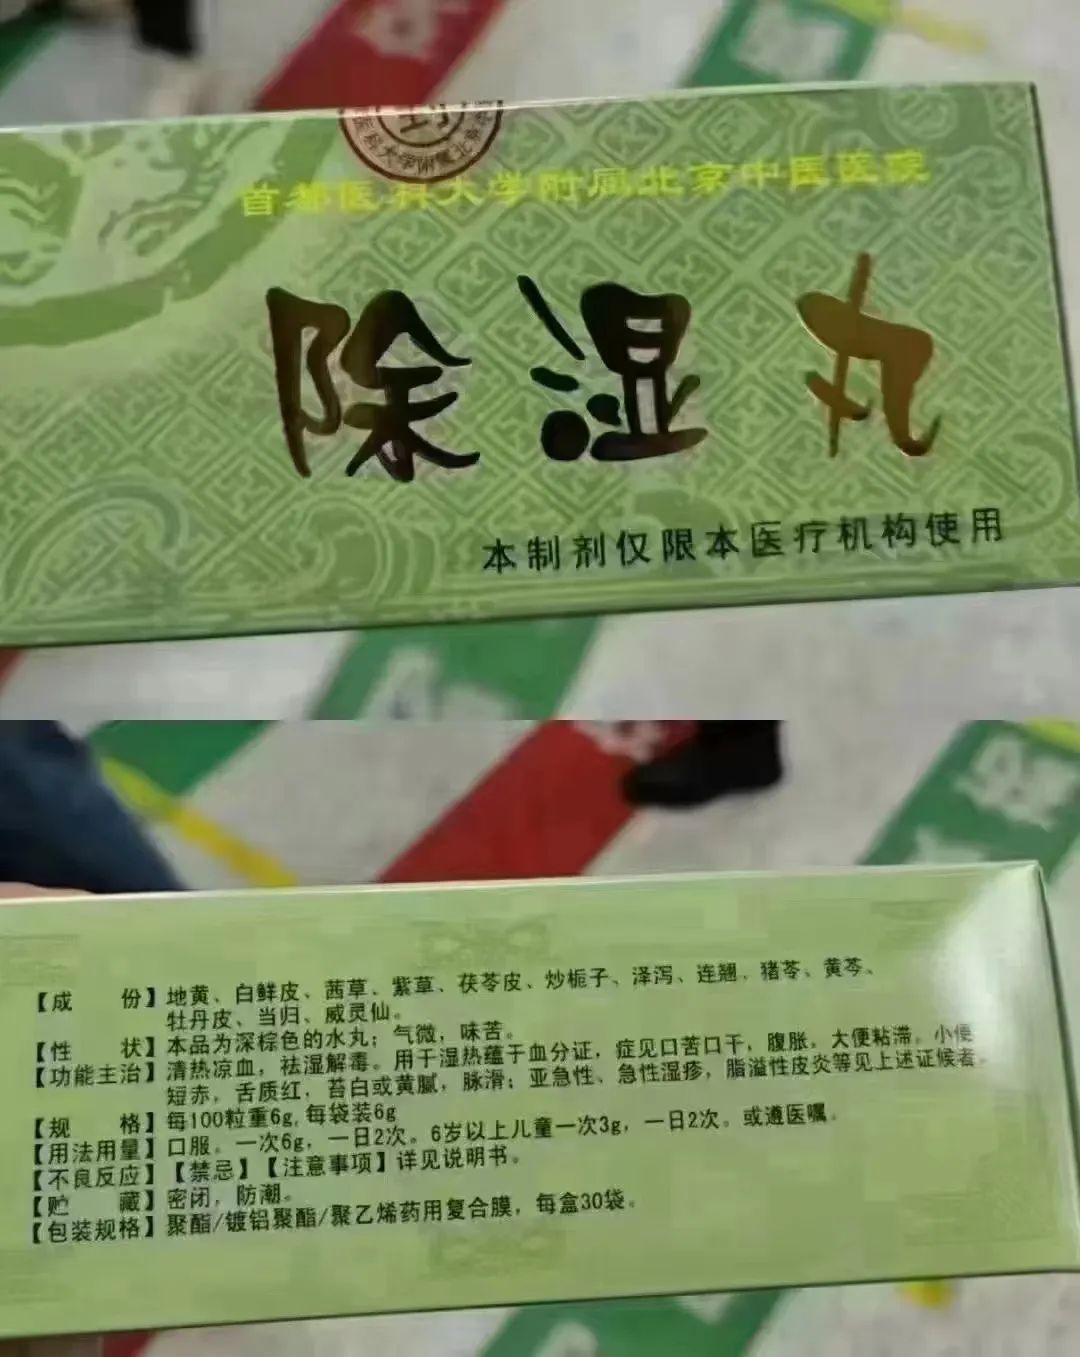 医科大学附属北京中医
首都医科大学附属北京中医医院
除湿丸
本制剂仅限本医疗机构使用
【成份】地黄、白鲜皮、茜草、紫草、茯苓皮、炒栀子、泽泻、连翘、猪苓、黄芩、
牡丹皮、当归、威灵仙。
【性状】本品为深棕色的水丸；气微，味苦。
【功能主治】清热凉血，祛湿解毒。用于湿热蕴于血分证，症见口苦口干，腹胀，大便粘滞。小便
短赤，舌质红，苔白或黄腻，脉滑；亚急性、急性湿疹，脂溢性皮炎等见上述证候者。
【规格】每100粒重6g,每袋装6g
【用法用量】口服。一次6g，一日2次。6岁以上儿童一次3g，一日2次。或遵医嘱。
【不良反应】【禁忌】【注意事项】详见说明书。
【贮藏】密闭，防潮。
【包装规格】聚酯/镀铝聚酯/聚乙烯药用复合膜，每盒30袋。